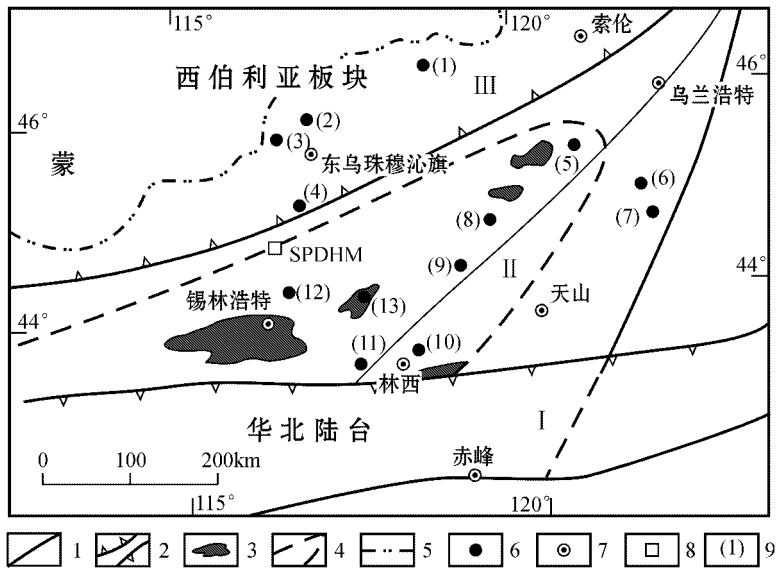 115° 120° 索伦
西伯利亚板块 (1) III 46°
乌兰浩特
46° (2)
(3) 东乌珠穆沁旗 (5)
蒙 (4) (6)
(8) (7)
SPDHM
(9) II 44°
锡林浩特 (12) (13) 天山
44° (11) (10)
林西
华北陆台 I
0 100 200km 赤峰
115° 120°
1 2 3 4 5 6 7 8 (1) 9